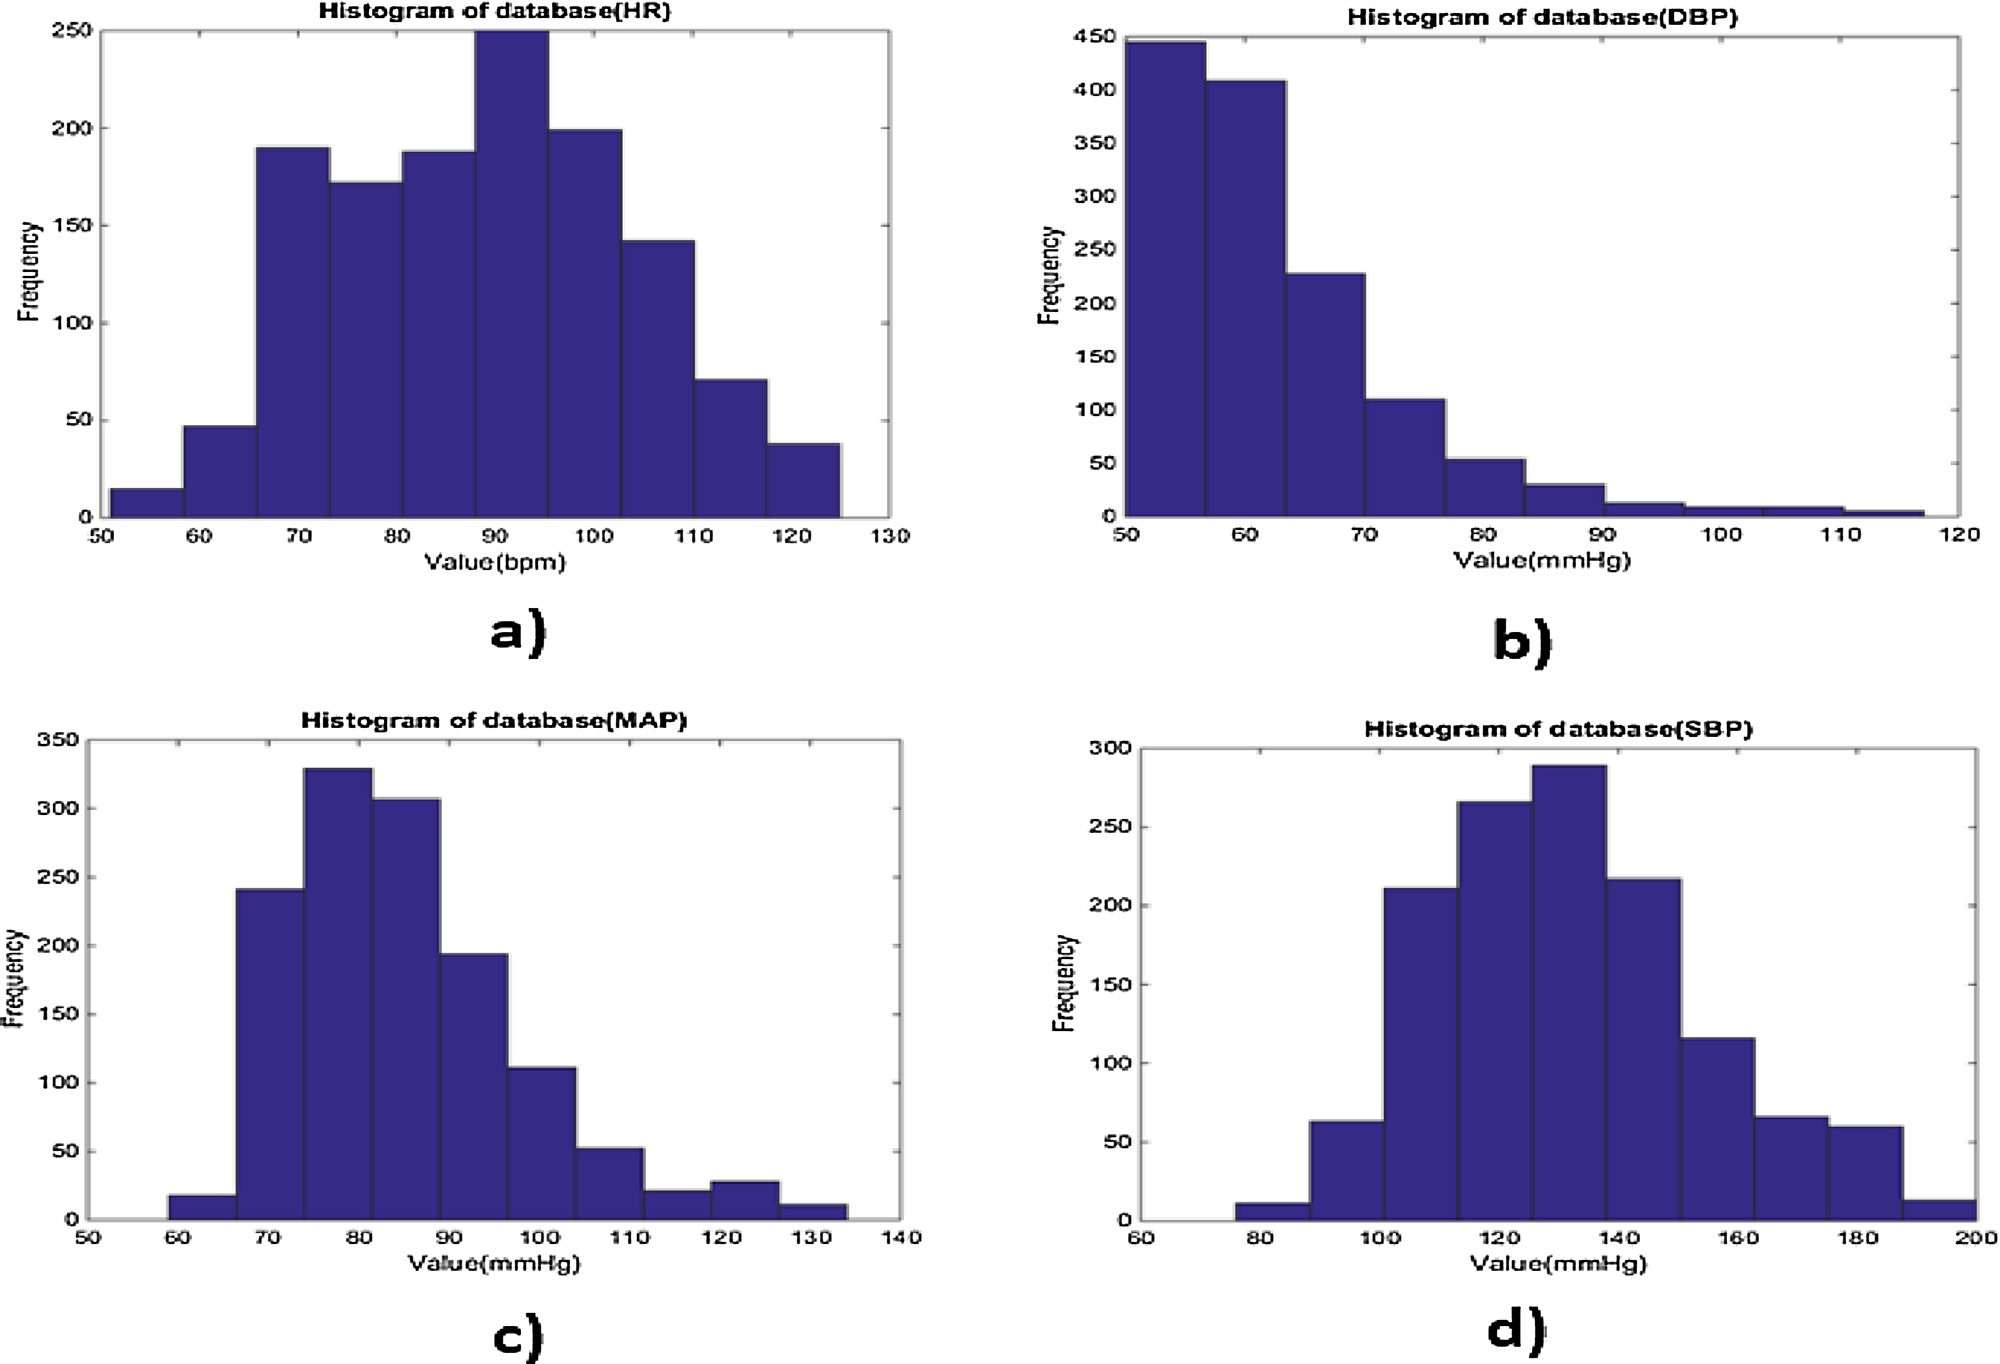 Histogram of database(HR)
250
200
150
100
50
0
Frequency
50 60 70 80 90 100 110 120 130
Value(bpm)
a)
Histogram of database(DBP)
450
400
350
300
250
200
150
100
50
0
Frequency
50 60 70 80 90 100 110 120
Value(mmHg)
b)
Histogram of database(MAP)
350
300
250
200
150
100
50
0
Frequency
50 60 70 80 90 100 110 120 130 140
Value(mmHg)
c)
Histogram of database(SBP)
300
250
200
150
100
50
0
Frequency
60 80 100 120 140 160 180 200
Value(mmHg)
d)